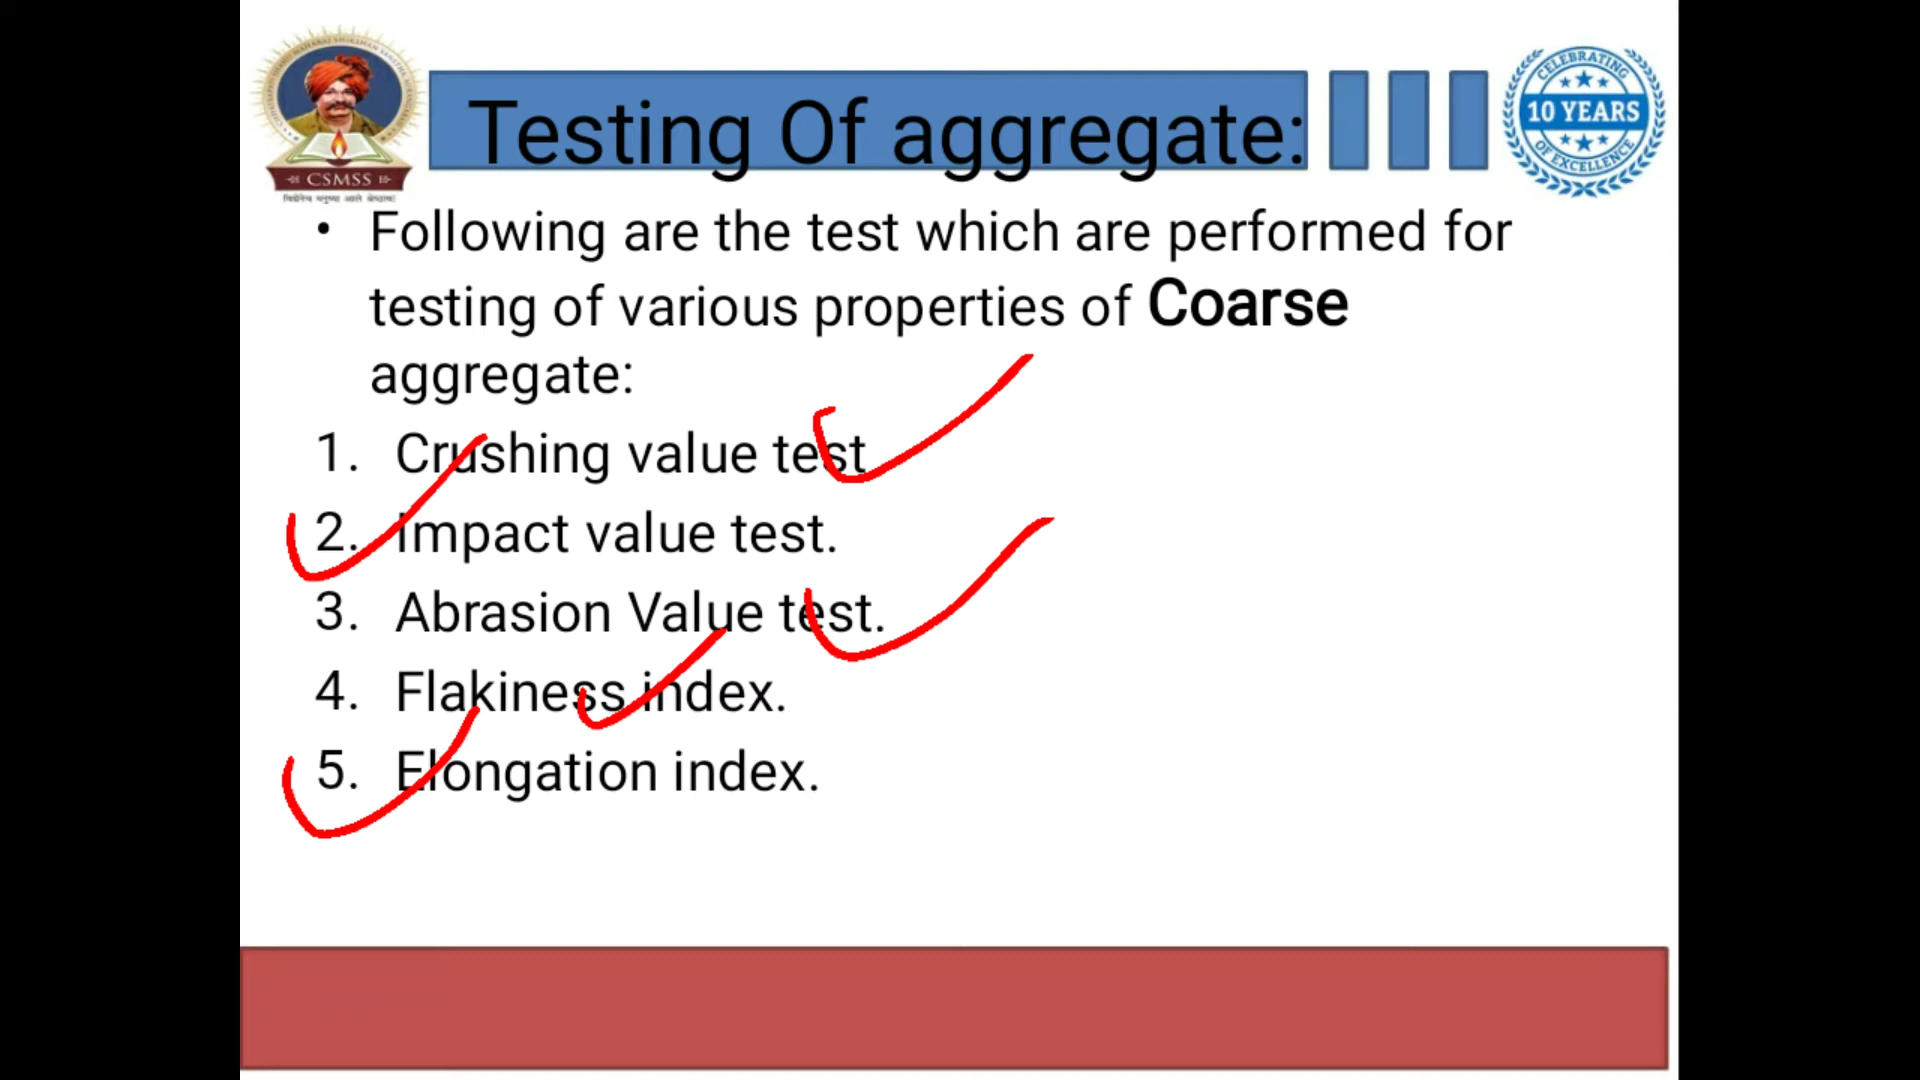 Testing Of aggregate:
CELEBRATING
10 YEARS
OF EXCELLENCE
CSMSS
• Following are the test which are performed for
testing of various properties of Coarse
aggregate:
1. Crushing value test
2. Impact value test.
3. Abrasion Value test.
4. Flakiness index.
5. Elongation index.